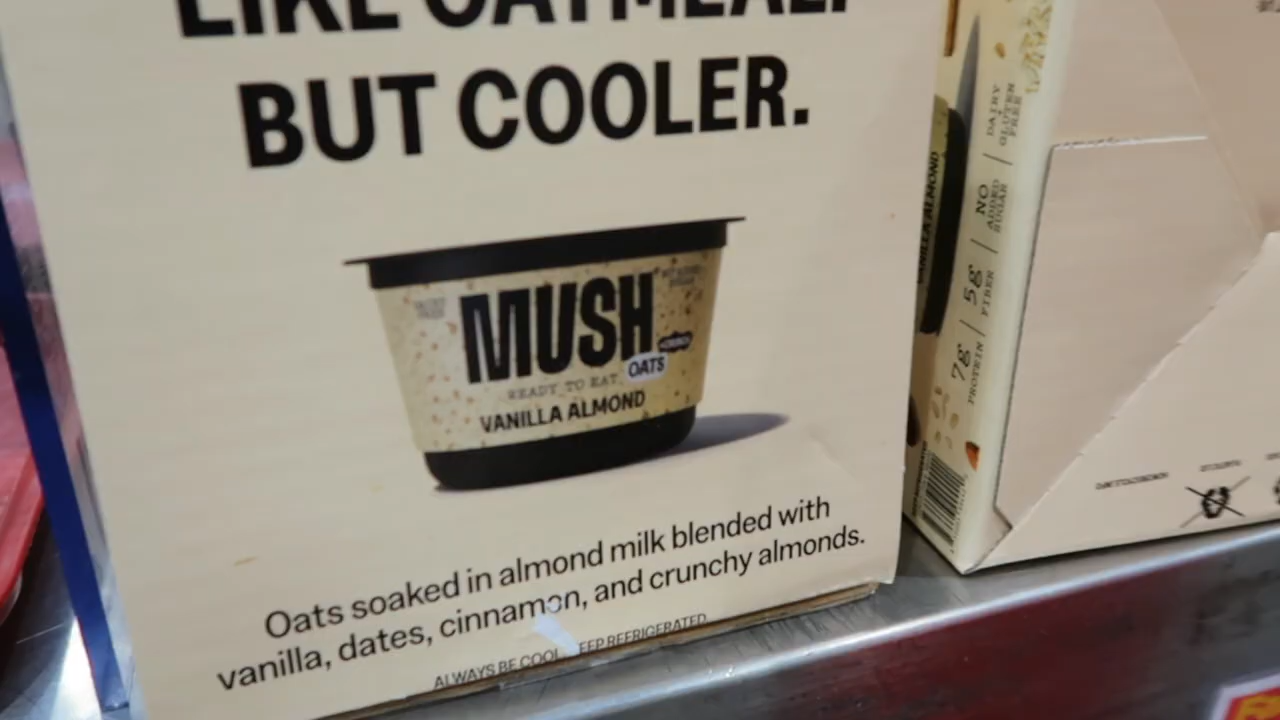 LIKE OATMEAL.
BUT COOLER.
MUSH
OATS
READY TO EAT
VANILLA ALMOND
Oats soaked in almond milk blended with
vanilla, dates, cinnamon, and crunchy almonds.
ALWAYS BE COOL. EEP REFRIGERATED.
VANILLA ALMOND
7g PROTEIN | 5g FIBER | NO ADDED SUGAR | DAIRY + GLUTEN FREE